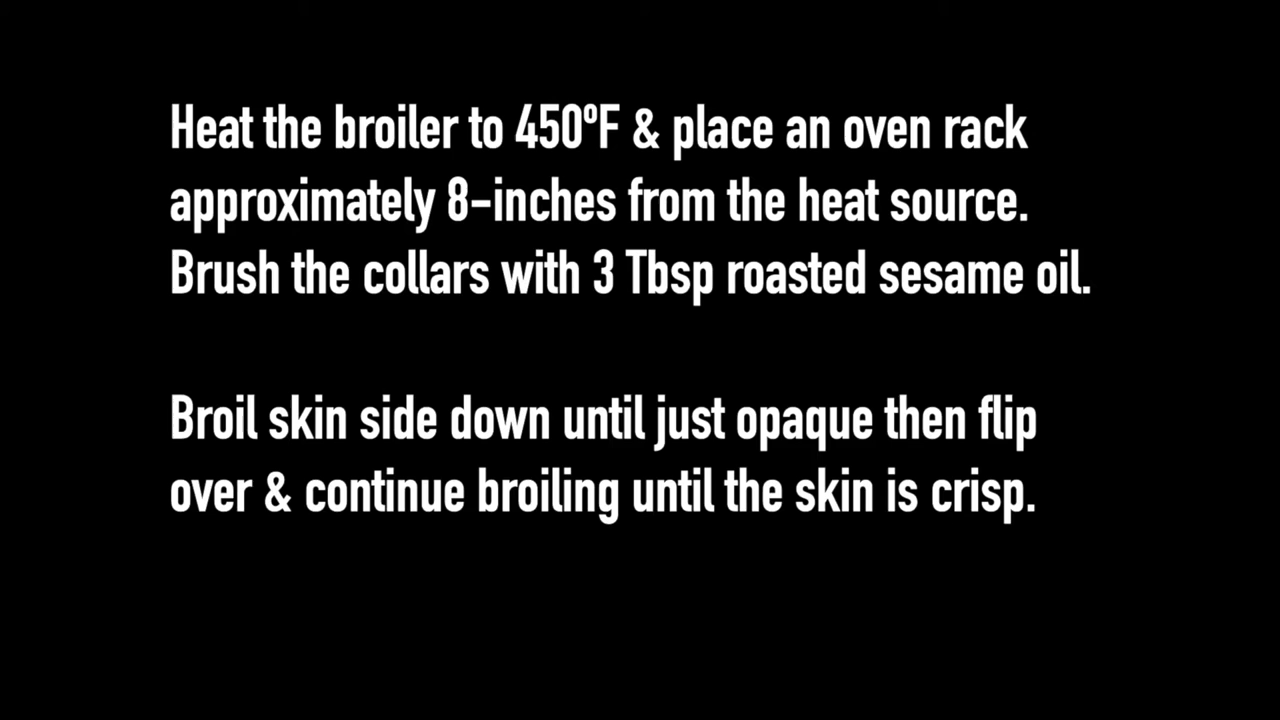 Heat the broiler to 450ºF & place an oven rack
approximately 8-inches from the heat source.
Brush the collars with 3 Tbsp roasted sesame oil.
Broil skin side down until just opaque then flip
over & continue broiling until the skin is crisp.